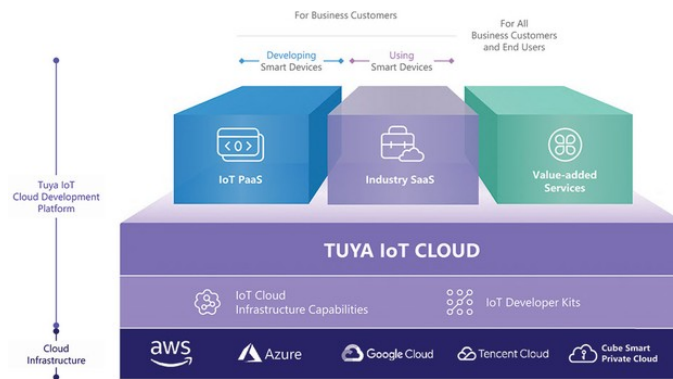 For Business Customers
For All
Business Customers
and End Users
Developing
Smart Devices
Using
Smart Devices
IoT PaaS
Industry SaaS
Value-added
Services
Tuya IoT
Cloud Development
Platform
TUYA IoT CLOUD
IoT Cloud
Infrastructure Capabilities
IoT Developer Kits
Cloud
Infrastructure
aws
Azure
Google Cloud
Tencent Cloud
Cube Smart
Private Cloud